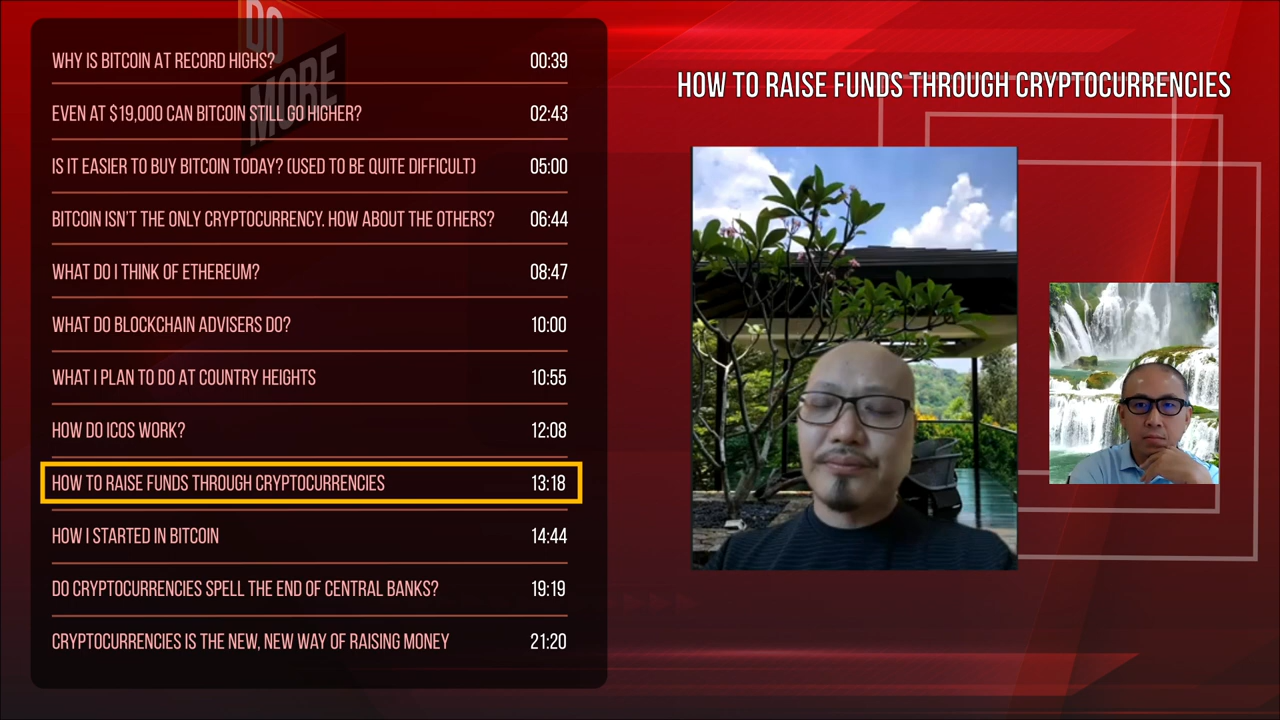 DO
MORE
WHY IS BITCOIN AT RECORD HIGHS? 00:39
EVEN AT $19,000 CAN BITCOIN STILL GO HIGHER? 02:43
IS IT EASIER TO BUY BITCOIN TODAY? (USED TO BE QUITE DIFFICULT) 05:00
BITCOIN ISN'T THE ONLY CRYPTOCURRENCY. HOW ABOUT THE OTHERS? 06:44
WHAT DO I THINK OF ETHEREUM? 08:47
WHAT DO BLOCKCHAIN ADVISERS DO? 10:00
WHAT I PLAN TO DO AT COUNTRY HEIGHTS 10:55
HOW DO ICOS WORK? 12:08
HOW TO RAISE FUNDS THROUGH CRYPTOCURRENCIES 13:18
HOW I STARTED IN BITCOIN 14:44
DO CRYPTOCURRENCIES SPELL THE END OF CENTRAL BANKS? 19:19
CRYPTOCURRENCIES IS THE NEW, NEW WAY OF RAISING MONEY 21:20
HOW TO RAISE FUNDS THROUGH CRYPTOCURRENCIES